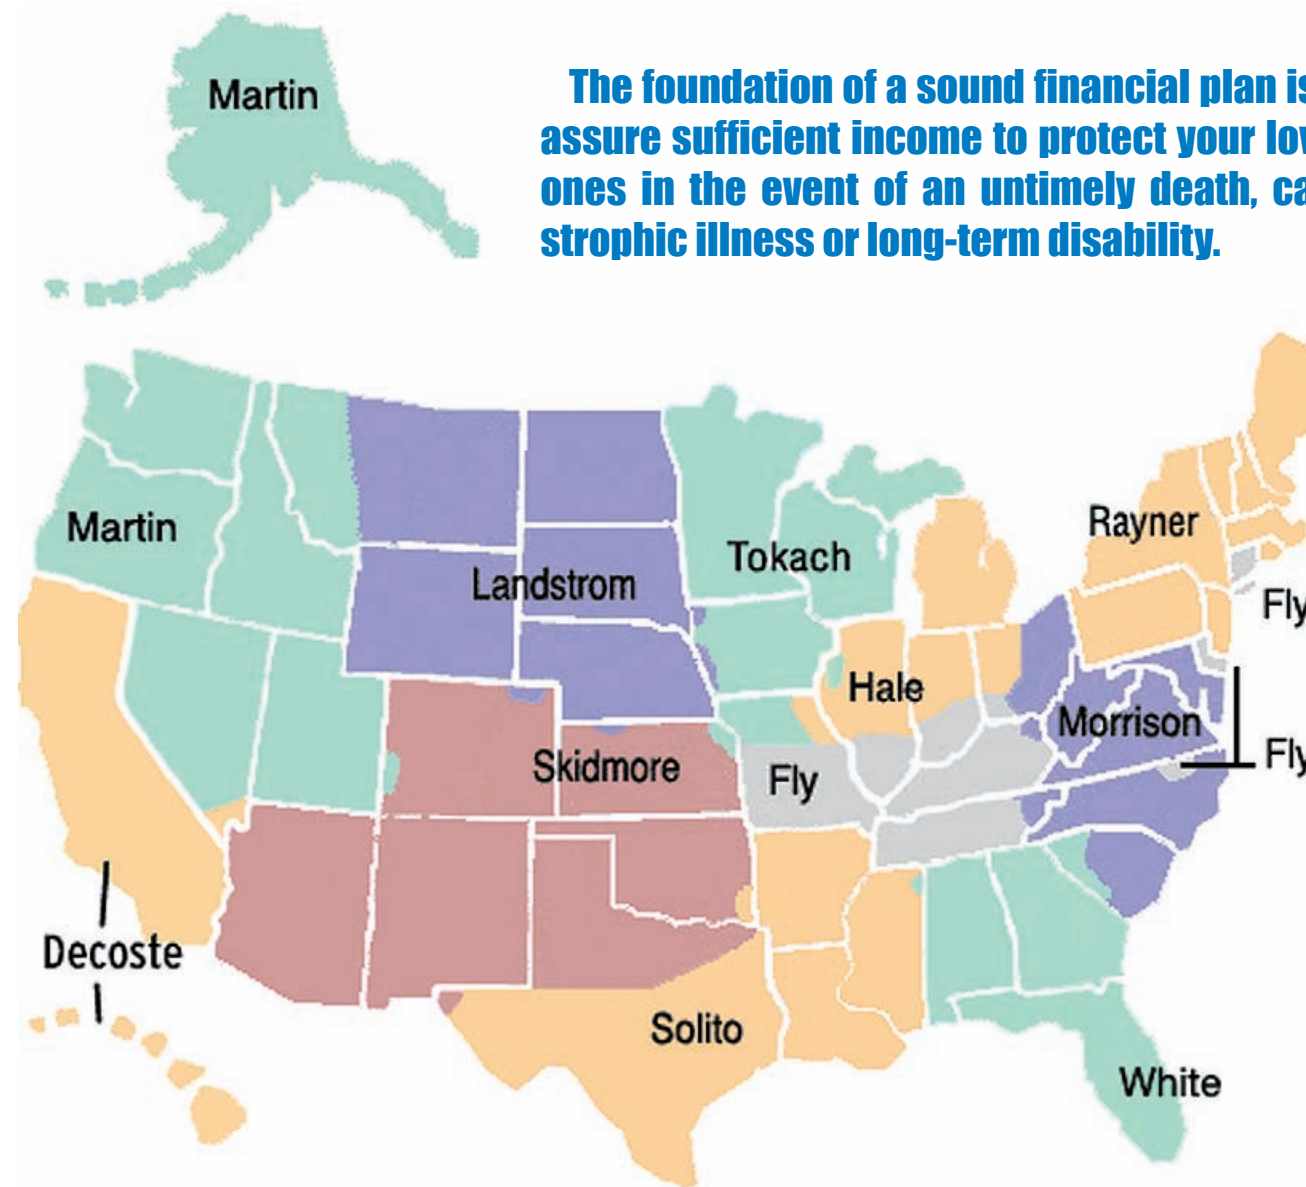 Martin
The foundation of a sound financial plan is
assure sufficient income to protect your lov
ones in the event of an untimely death, ca
strophic illness or long-term disability.
Rayner
Martin
Tokach
Landstrom
Fly
Hale
Morrison
Fly
Skidmore
Fly
Decoste
Solito
White